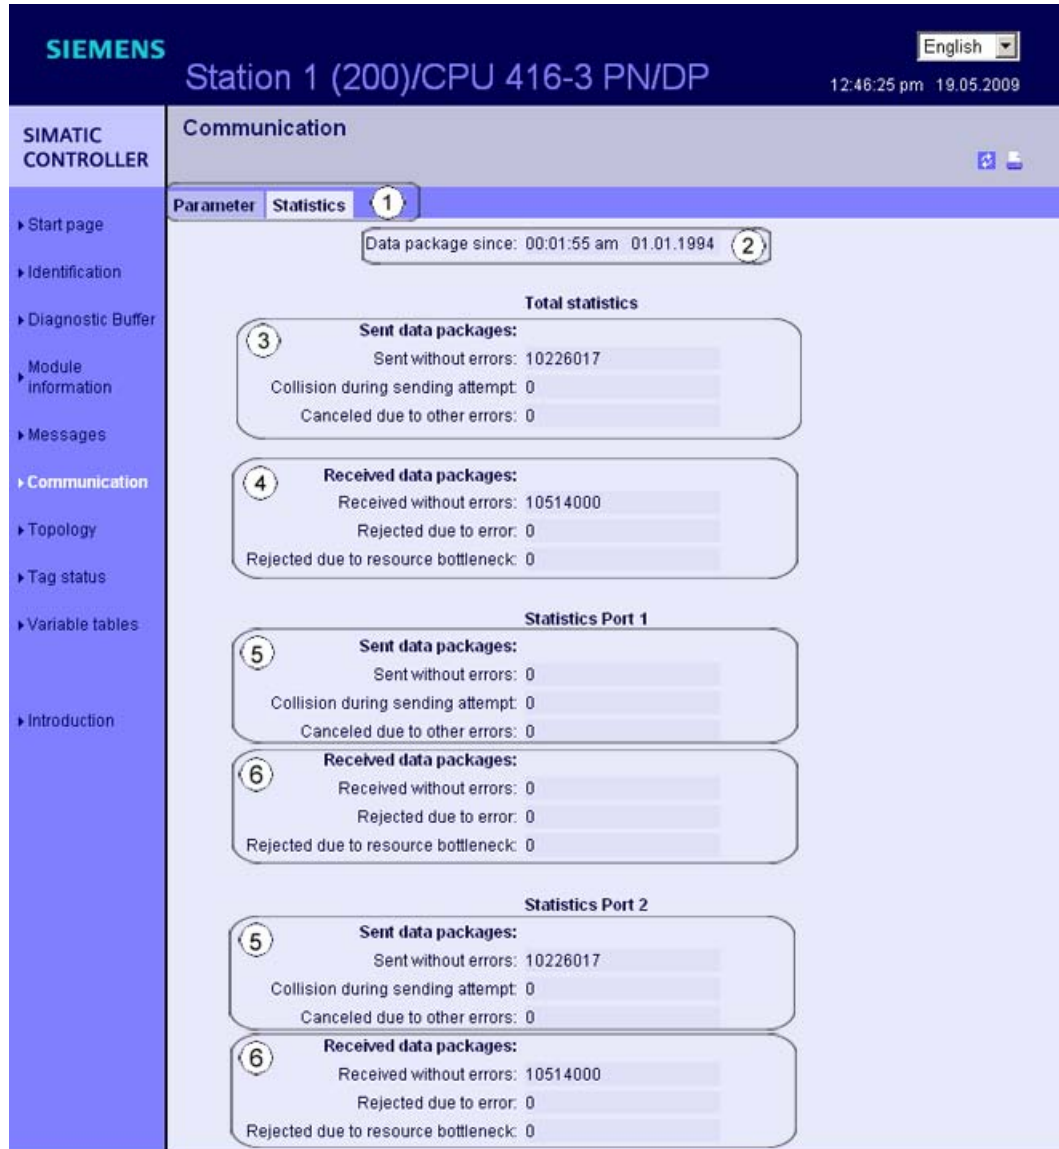 SIEMENS
English
Station 1 (200)/CPU 416-3 PN/DP
12:46:25 pm 19.05.2009
SIMATIC
CONTROLLER
Communication
Parameter Statistics 1
Data package since: 00:01:55 am 01.01.1994 2
Start page
Identification
Diagnostic Buffer
Module
information
Messages
Communication
Topology
Tag status
Variable tables
Introduction
Total statistics
3 Sent data packages:
Sent without errors: 10226017
Collision during sending attempt: 0
Canceled due to other errors: 0
4 Received data packages:
Received without errors: 10514000
Rejected due to error: 0
Rejected due to resource bottleneck: 0
Statistics Port 1
5 Sent data packages:
Sent without errors: 0
Collision during sending attempt: 0
Canceled due to other errors: 0
6 Received data packages:
Received without errors: 0
Rejected due to error: 0
Rejected due to resource bottleneck: 0
Statistics Port 2
5 Sent data packages:
Sent without errors: 10226017
Collision during sending attempt: 0
Canceled due to other errors: 0
6 Received data packages:
Received without errors: 10514000
Rejected due to error: 0
Rejected due to resource bottleneck: 0